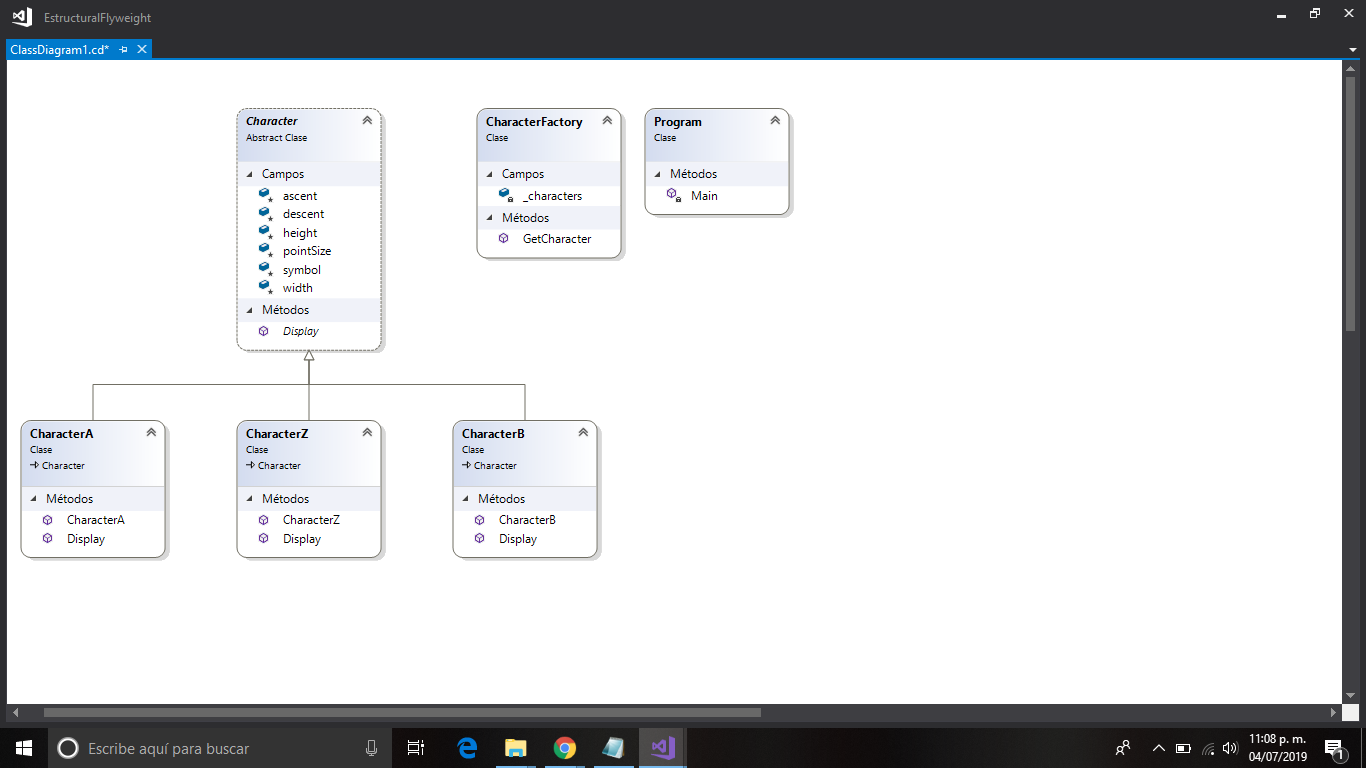 EstructuralFlyweight
ClassDiagram1.cd*
Character
Abstract Clase
Campos
ascent
descent
height
pointSize
symbol
width
Métodos
Display
CharacterFactory
Clase
Campos
_characters
Métodos
GetCharacter
Program
Clase
Métodos
Main
CharacterA
Clase
Character
Métodos
CharacterA
Display
CharacterZ
Clase
Character
Métodos
CharacterZ
Display
CharacterB
Clase
Character
Métodos
CharacterB
Display
Escribe aquí para buscar
11:08 p. m.
04/07/2019
1